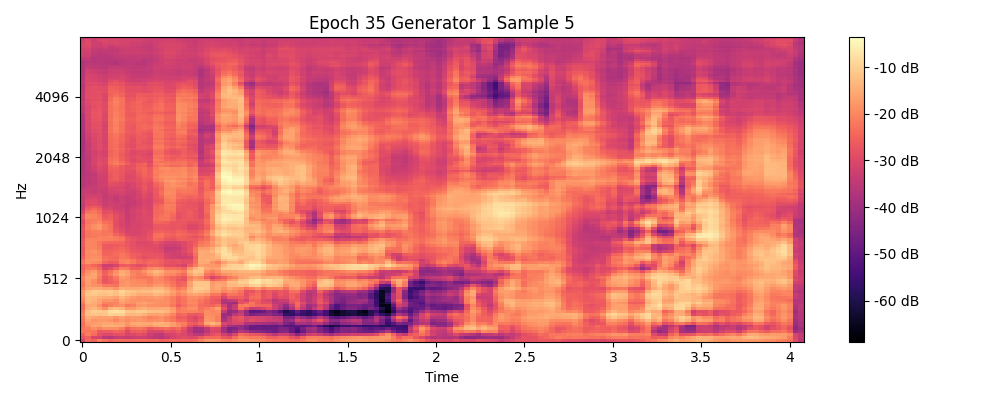 Epoch 35 Generator 1 Sample 5
4096
2048
1024
512
0
Hz
0
0.5
1
1.5
2
2.5
3
3.5
4
Time
-10 dB
-20 dB
-30 dB
-40 dB
-50 dB
-60 dB